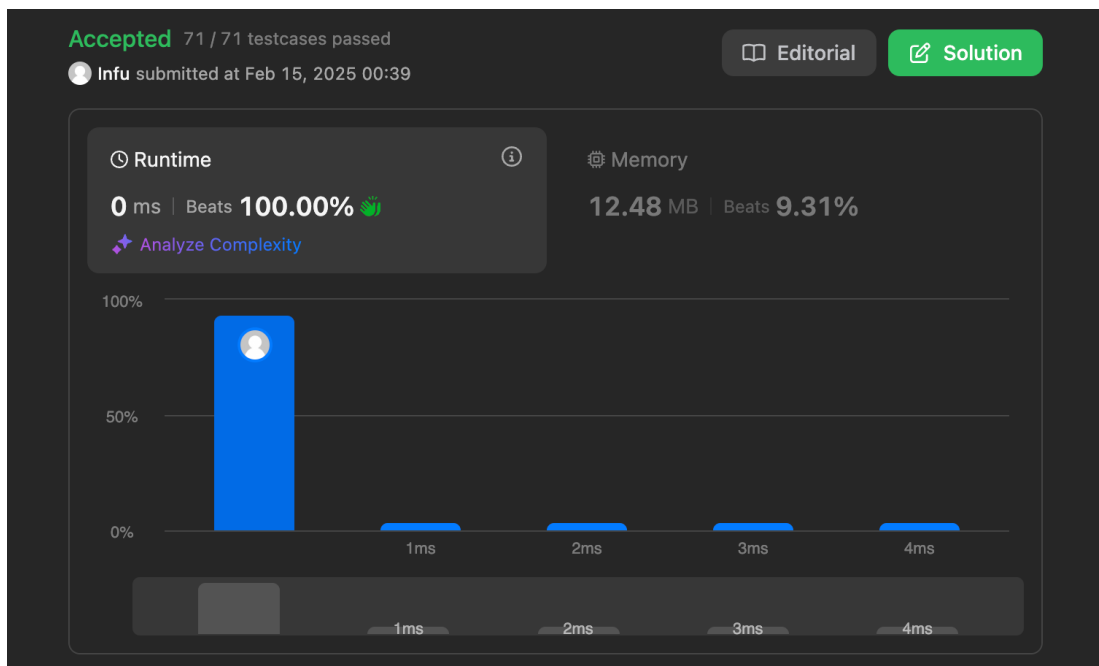 Accepted 71 / 71 testcases passed
Infu submitted at Feb 15, 2025 00:39
Editorial
Solution
Runtime
0 ms | Beats 100.00%
Analyze Complexity
Memory
12.48 MB | Beats 9.31%
100%
50%
0%
1ms 2ms 3ms 4ms
1ms 2ms 3ms 4ms